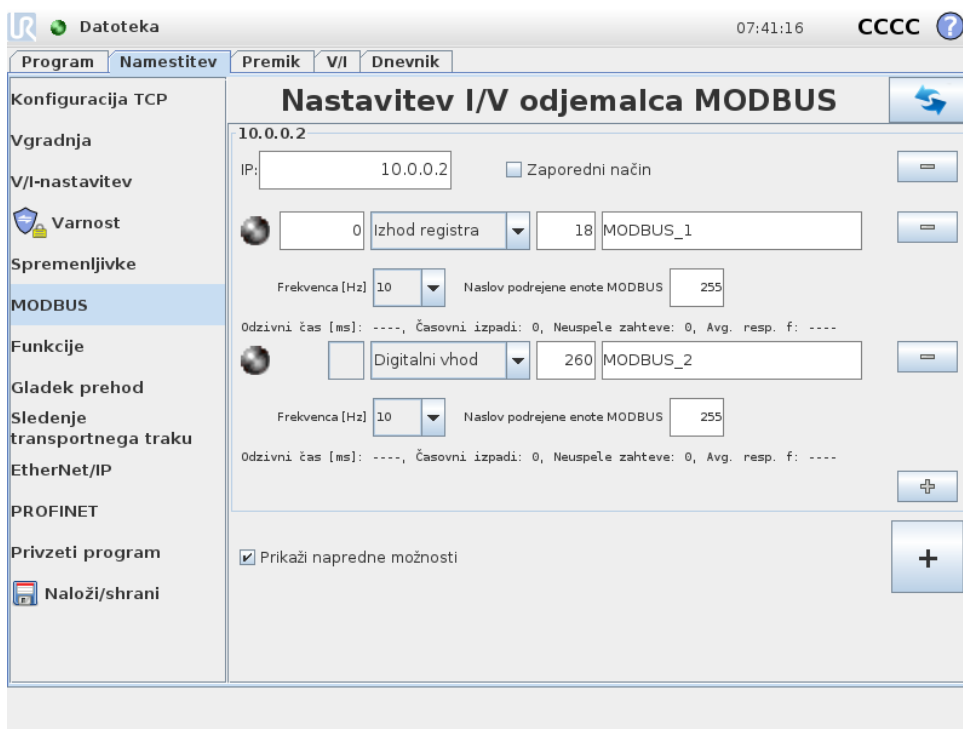 UR Datoteka 07:41:16 CCCC ?
Program Namestitev Premik V/I Dnevnik
Konfiguracija TCP
Vgradnja
V/I-nastavitev
Varnost
Spremenljivke
MODBUS
Funkcije
Gladek prehod
Sledenje
transportnega traku
EtherNet/IP
PROFINET
Privzeti program
Naloži/shrani
Nastavitev I/V odjemalca MODBUS
10.0.0.2
IP: 10.0.0.2 Zaporedni način
0 Izhod registra 18 MODBUS_1
Frekvenca [Hz] 10 Naslov podrejene enote MODBUS 255
Odzivni čas [ms]: ----, Časovni izpadi: 0, Neuspele zahteve: 0, Avg. resp. f: ----
Digitalni vhod 260 MODBUS_2
Frekvenca [Hz] 10 Naslov podrejene enote MODBUS 255
Odzivni čas [ms]: ----, Časovni izpadi: 0, Neuspele zahteve: 0, Avg. resp. f: ----
Prikaži napredne možnosti